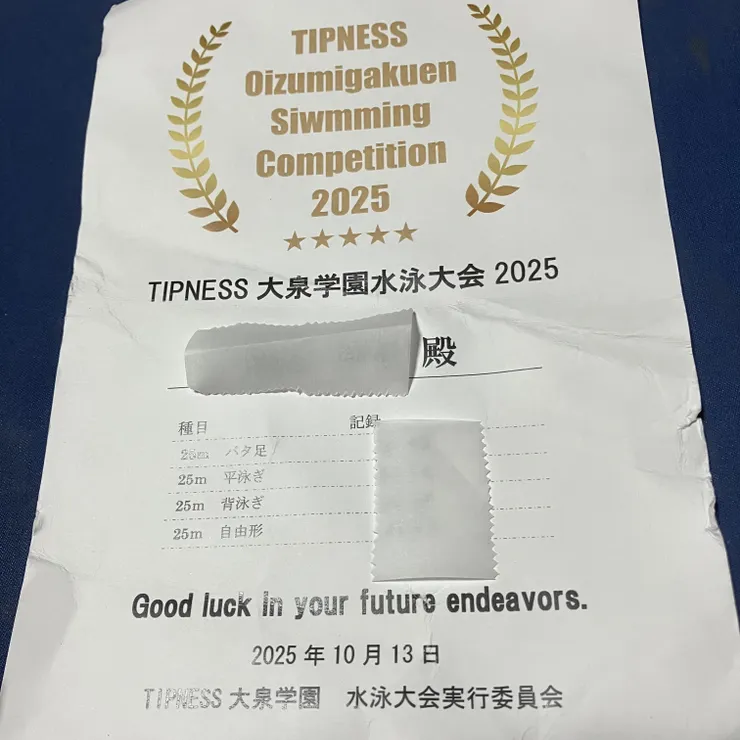 TIPNESS
Oizumigakuen
Siwmming
Competition
2025
TIPNESS 大泉学園水泳大会 2025
殿
種目 記録
25m バタ足
25m 平泳ぎ
25m 背泳ぎ
25m 自由形
Good luck in your future endeavors.
2025 年 10 月 13 日
TIPNESS 大泉学園 水泳大会実行委員会